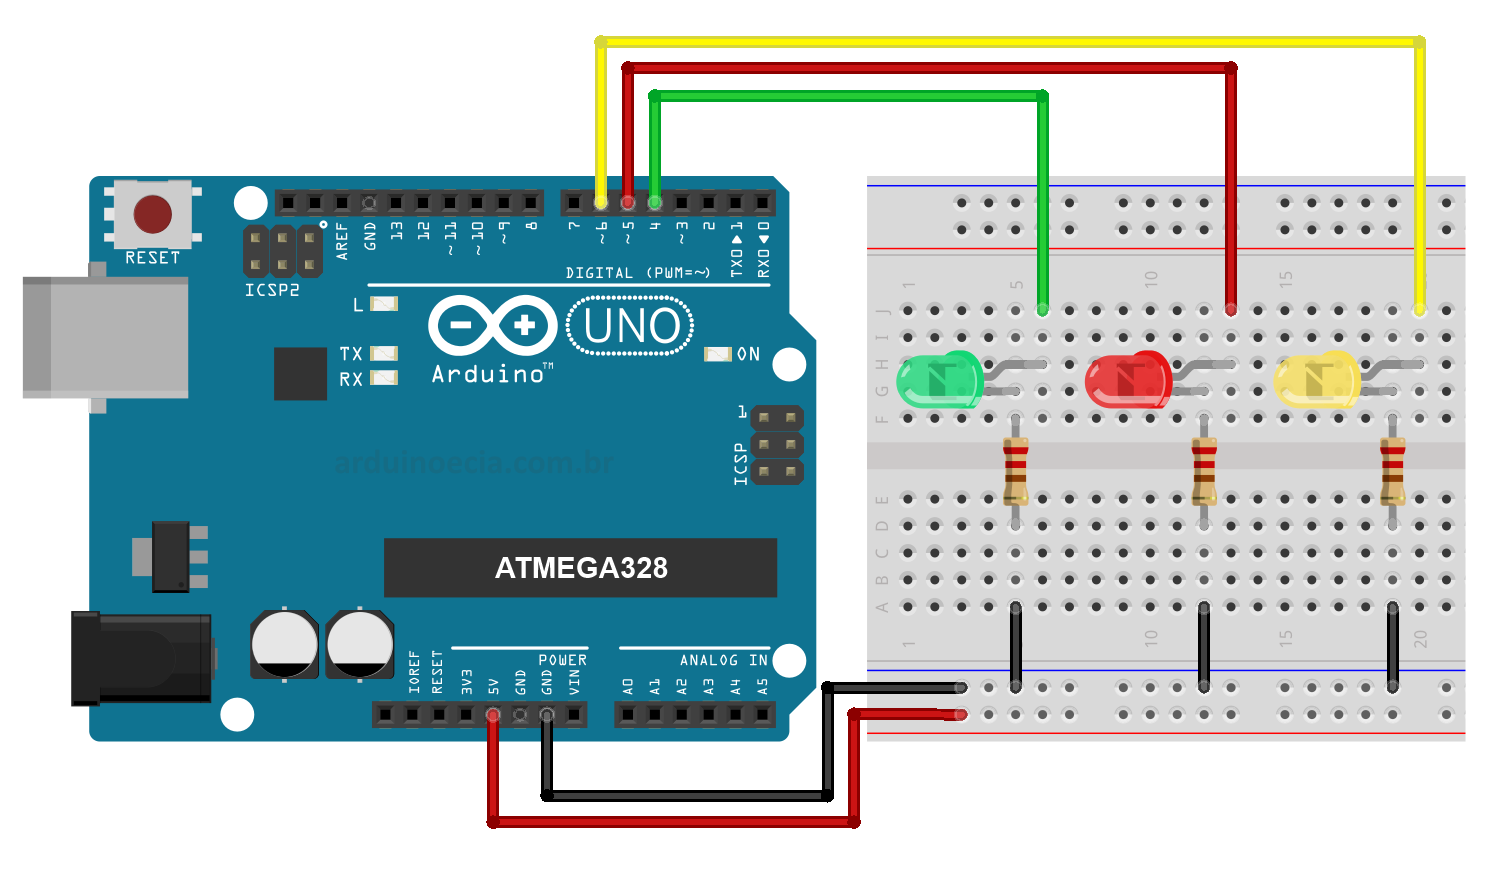 RESET
ICSP2
AREF
GND
13
12
~11
~10
~9
8
7
~6
~5
4
~3
2
TX0▶1
RX0◀0
DIGITAL (PWM=~)
L
TX
RX
UNO
Arduino™
ON
1
ICSP
arduinoecia.com.br
ATMEGA328
POWER
ANALOG IN
IOREF
RESET
3V3
5V
GND
GND
VIN
A0
A1
A2
A3
A4
A5
1
5
10
15
J
I
H
G
F
E
D
C
B
A
1
10
15
20